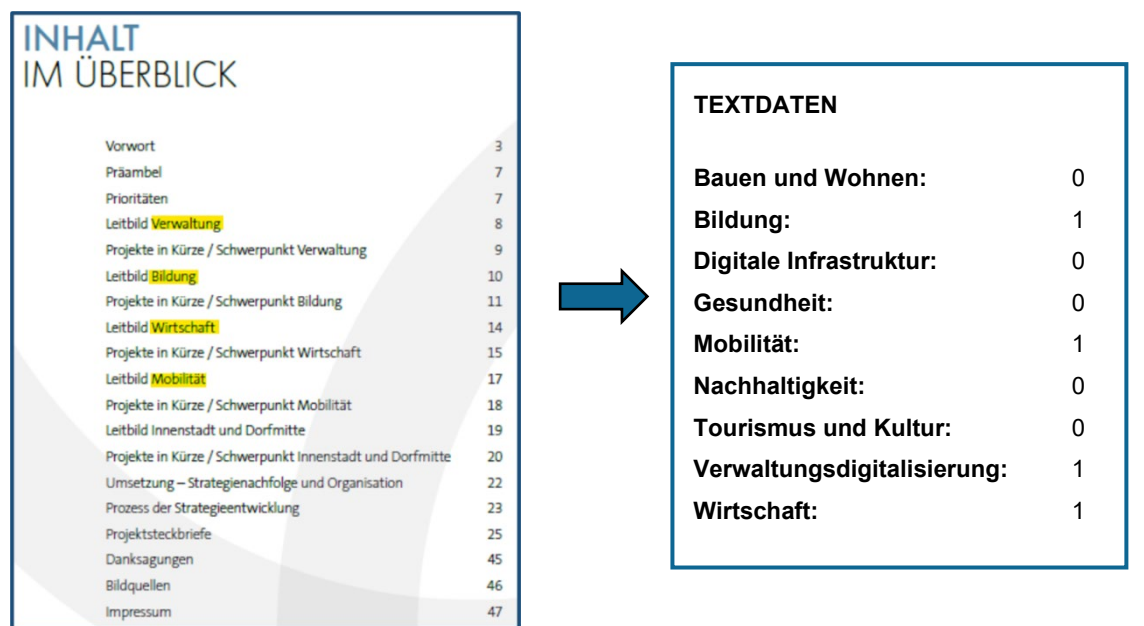 INHALT
IM ÜBERBLICK
Vorwort 3
Präambel 7
Prioritäten 7
Leitbild Verwaltung 8
Projekte in Kürze / Schwerpunkt Verwaltung 9
Leitbild Bildung 10
Projekte in Kürze / Schwerpunkt Bildung 11
Leitbild Wirtschaft 14
Projekte in Kürze / Schwerpunkt Wirtschaft 15
Leitbild Mobilität 17
Projekte in Kürze / Schwerpunkt Mobilität 18
Leitbild Innenstadt und Dorfmitte 19
Projekte in Kürze / Schwerpunkt Innenstadt und Dorfmitte 20
Umsetzung – Strategienachfolge und Organisation 22
Prozess der Strategieentwicklung 23
Projektsteckbriefe 25
Danksagungen 45
Bildquellen 46
Impressum 47
TEXTDATEN
Bauen und Wohnen: 0
Bildung: 1
Digitale Infrastruktur: 0
Gesundheit: 0
Mobilität: 1
Nachhaltigkeit: 0
Tourismus und Kultur: 0
Verwaltungsdigitalisierung: 1
Wirtschaft: 1